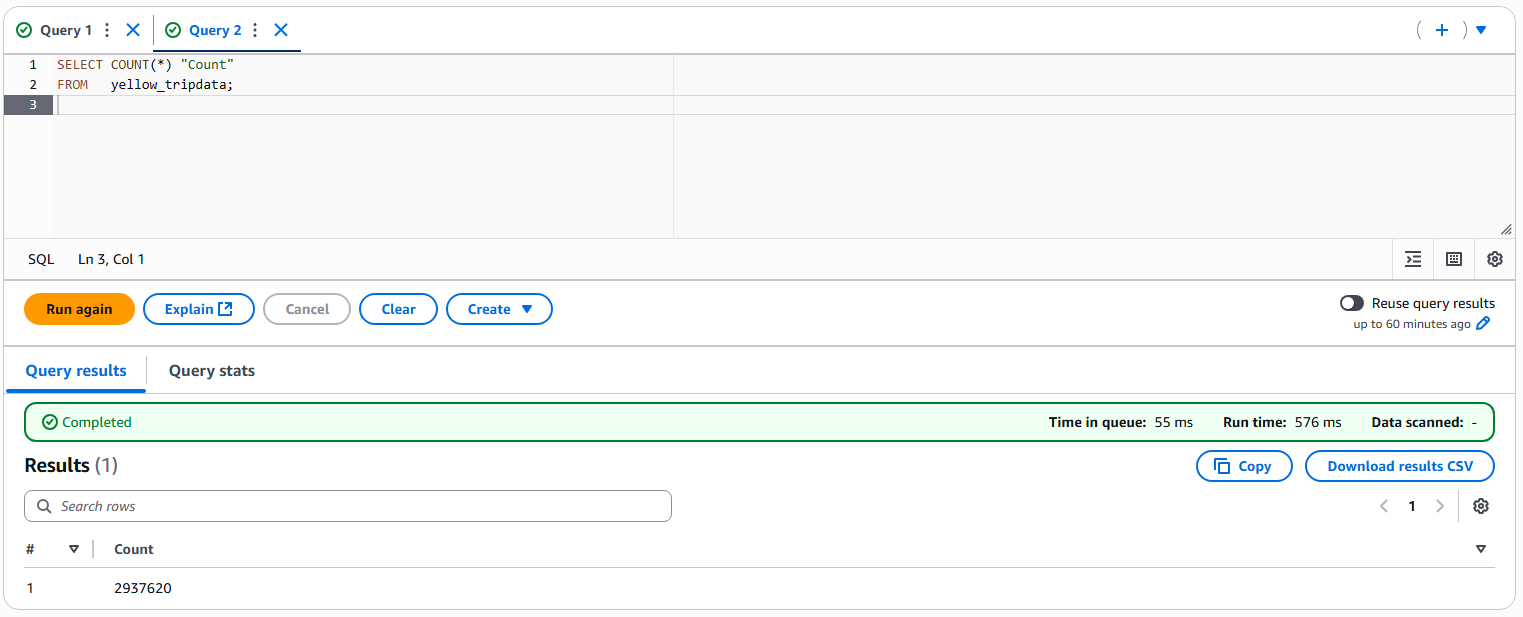 Query 1 Query 2
1 SELECT COUNT(*) "Count"
2 FROM   yellow_tripdata;
3
SQL Ln 3, Col 1
Run again Explain Cancel Clear Create Reuse query results
up to 60 minutes ago
Query results Query stats
Completed Time in queue: 55 ms Run time: 576 ms Data scanned: -
Results (1) Copy Download results CSV
Search rows 1
# Count
1 2937620